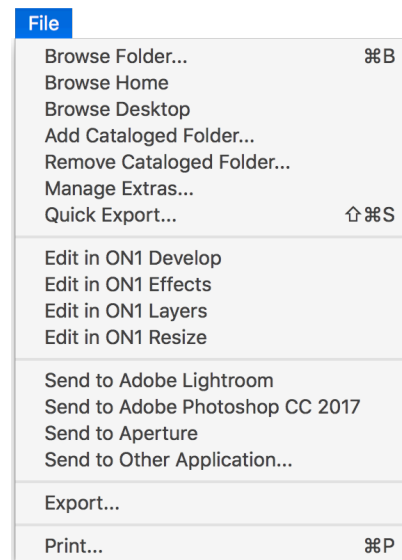 File
Browse Folder... ⌘B
Browse Home
Browse Desktop
Add Cataloged Folder...
Remove Cataloged Folder...
Manage Extras...
Quick Export... ⇧⌘S
Edit in ON1 Develop
Edit in ON1 Effects
Edit in ON1 Layers
Edit in ON1 Resize
Send to Adobe Lightroom
Send to Adobe Photoshop CC 2017
Send to Aperture
Send to Other Application...
Export...
Print... ⌘P